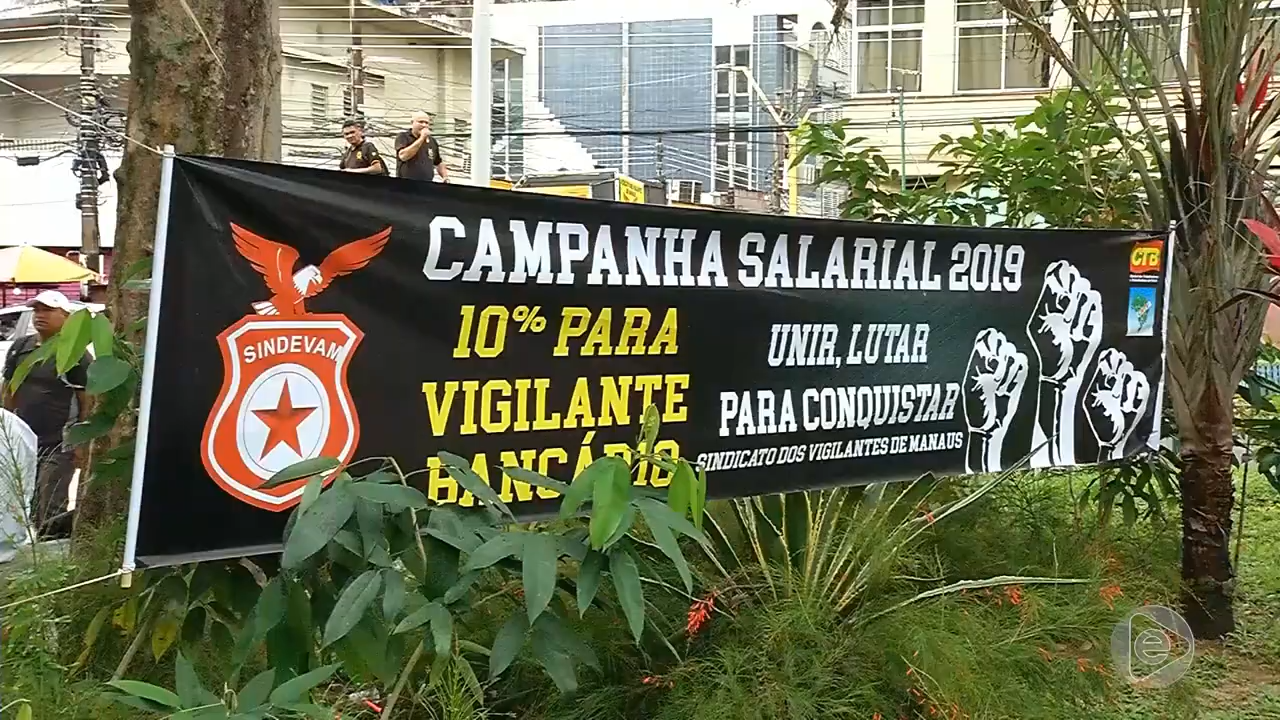 CAMPANHA SALARIAL 2019
SINDEVAM
10% PARA
VIGILANTE
BANCÁRIO
UNIR, LUTAR
PARA CONQUISTAR
SINDICATO DOS VIGILANTES DE MANAUS
CTB
e